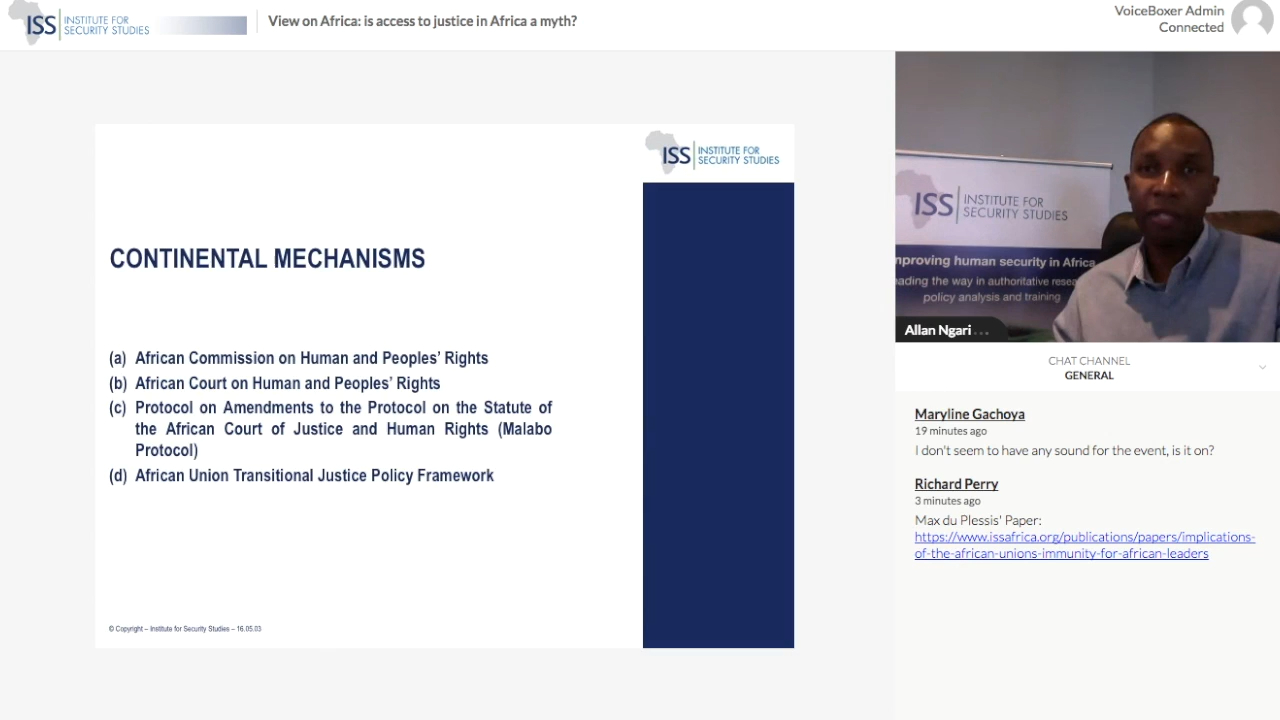 ISS INSTITUTE FOR
SECURITY STUDIES
View on Africa: is access to justice in Africa a myth?
VoiceBoxer Admin
Connected
ISS INSTITUTE FOR
SECURITY STUDIES
CONTINENTAL MECHANISMS
(a) African Commission on Human and Peoples’ Rights
(b) African Court on Human and Peoples’ Rights
(c) Protocol on Amendments to the Protocol on the Statute of
the African Court of Justice and Human Rights (Malabo
Protocol)
(d) African Union Transitional Justice Policy Framework
© Copyright – Institute for Security Studies – 16.05.03
ISS INSTITUTE FOR
SECURITY STUDIES
human security in Africa
the way in authoritative
policy analysis and training
Allan Ngari
CHAT CHANNEL
GENERAL
Maryline Gachoya
19 minutes ago
I don't seem to have any sound for the event, is it on?
Richard Perry
3 minutes ago
Max du Plessis' Paper:
https://www.issafrica.org/publications/papers/implications-
of-the-african-unions-immunity-for-african-leaders